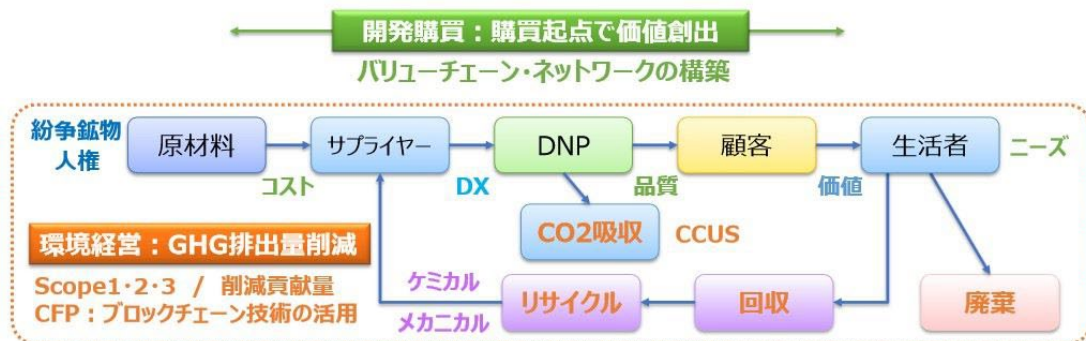 開発購買：購買起点で価値創出
バリューチェーン・ネットワークの構築
紛争鉱物
人権
原材料
コスト
サプライヤー
DX
DNP
品質
顧客
価値
生活者
ニーズ
CO2吸収
CCUS
環境経営：GHG排出量削減
Scope1・2・3 / 削減貢献量
CFP：ブロックチェーン技術の活用
ケミカル
メカニカル
リサイクル
回収
廃棄